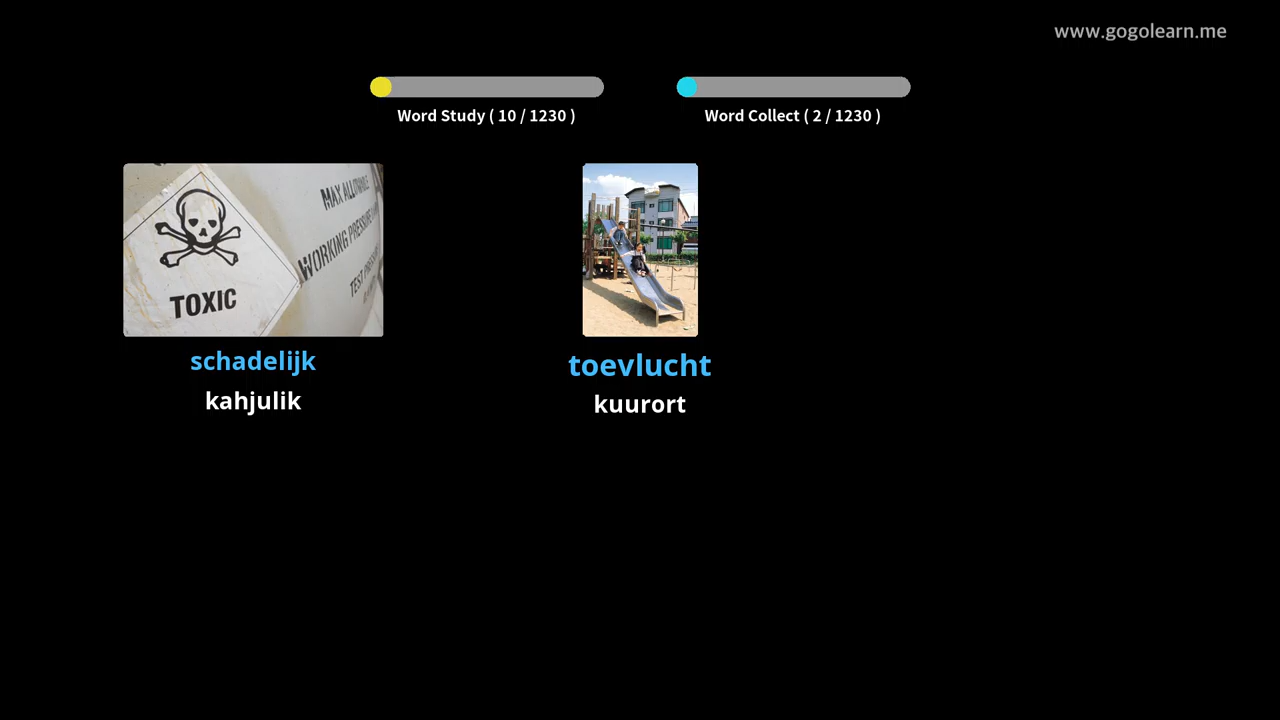 www.gogolearn.me
Word Study ( 10 / 1230 )
Word Collect ( 2 / 1230 )
TOXIC
MAX ALLOWABLE
WORKING PRESSURE
TEST
schadelijk
kahjulik
toevlucht
kuurort